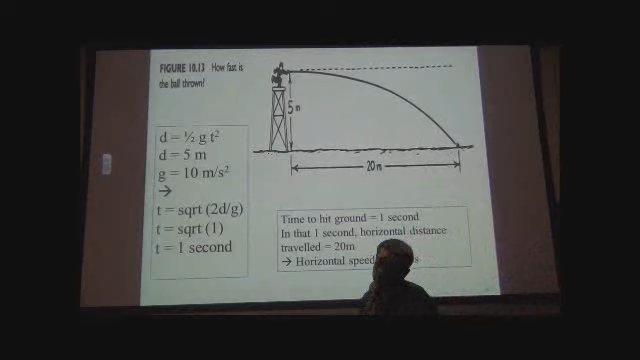 FIGURE 10.13 How fast is
the ball thrown?
5 m
20 m
d = ½ g t²
d = 5 m
g = 10 m/s²
→
t = sqrt (2d/g)
t = sqrt (1)
t = 1 second
Time to hit ground = 1 second
In that 1 second, horizontal distance
travelled = 20m
→ Horizontal speed